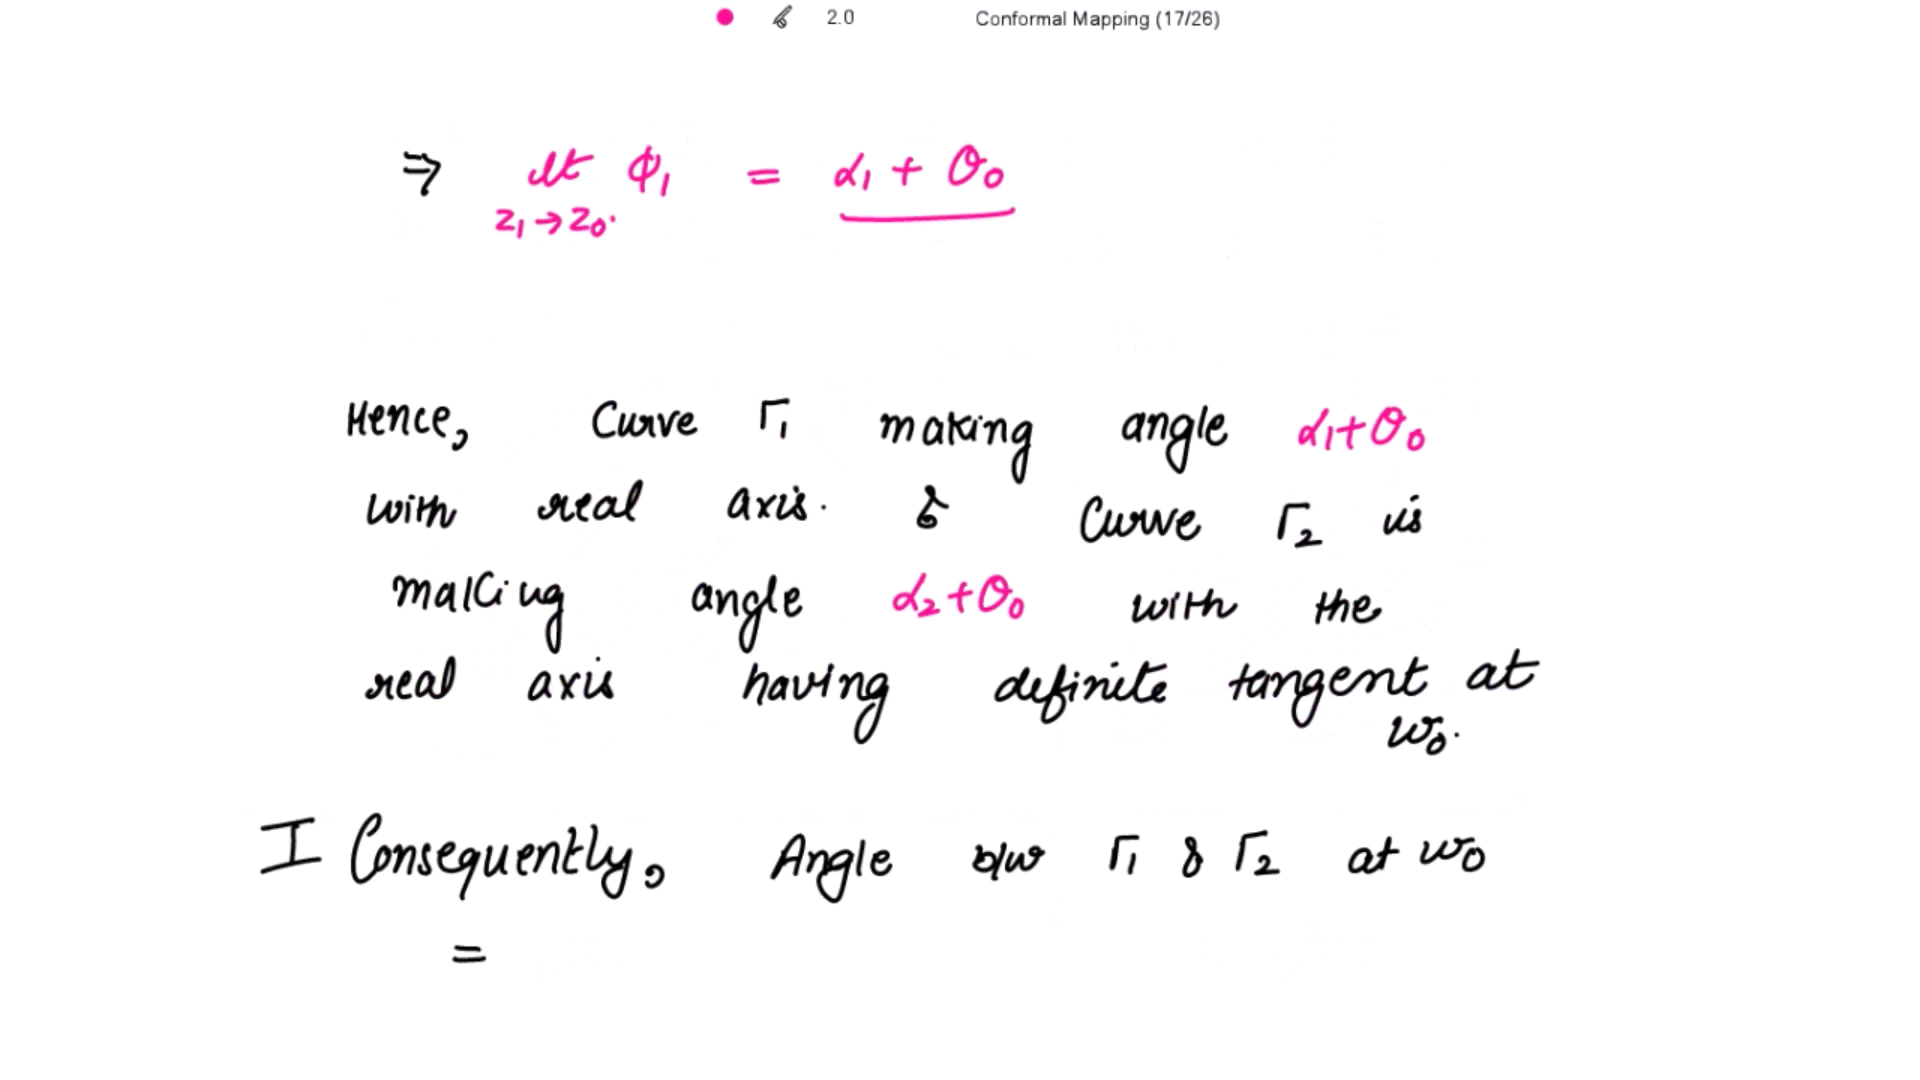 2.0 Conformal Mapping (17/26)
⇒ lt ϕ₁ = α₁ + θ₀
z₁→z₀.
Hence, Curve Γ₁ making angle α₁+θ₀
with real axis. & Curve Γ₂ is
making angle α₂+θ₀ with the
real axis having definite tangent at
w₀.
I Consequently, Angle b/w Γ₁ & Γ₂ at w₀
=